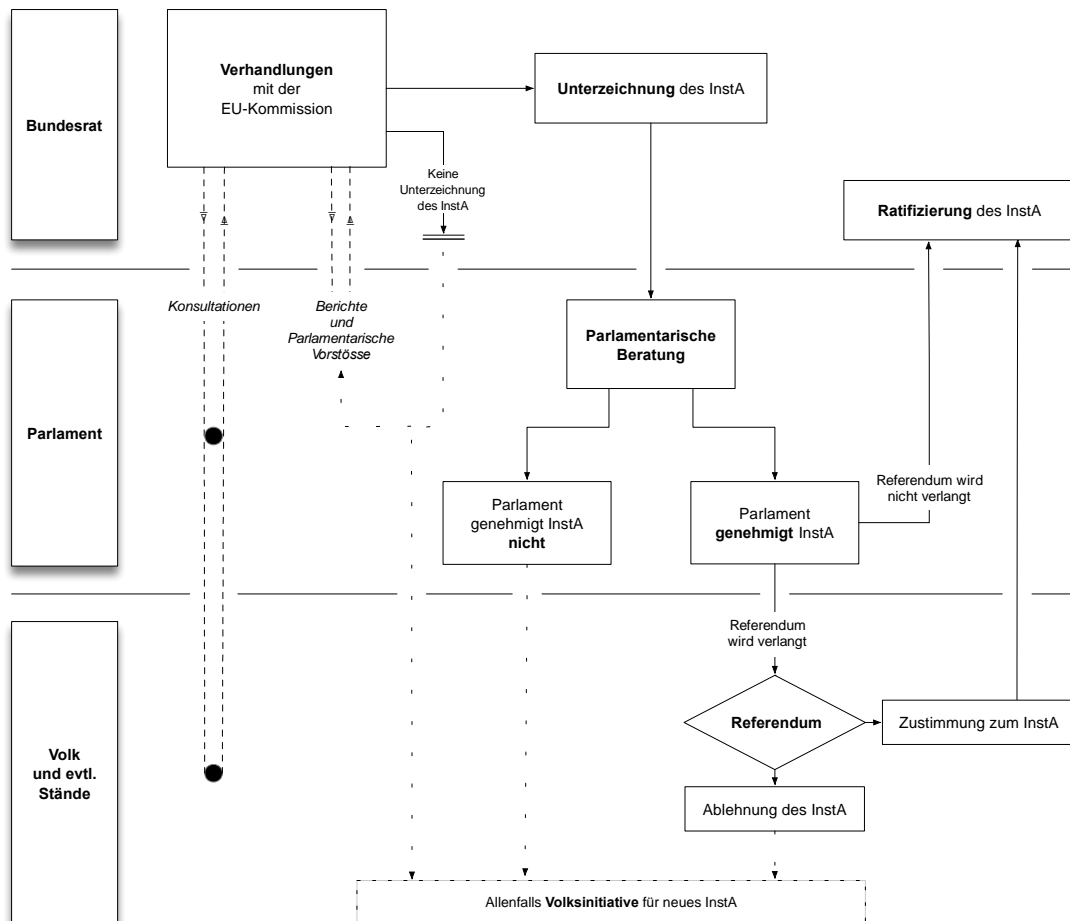 Bundesrat
Verhandlungen
mit der
EU-Kommission
Unterzeichnung des InstA
Keine
Unterzeichnung
des InstA
Ratifizierung des InstA
Parlament
Konsultationen
Berichte
und
Parlamentarische
Vorstösse
Parlamentarische
Beratung
Parlament
genehmigt InstA
nicht
Parlament
genehmigt InstA
Referendum wird
nicht verlangt
Volk
und evtl.
Stände
Referendum
wird verlangt
Referendum
Zustimmung zum InstA
Ablehnung des InstA
Allenfalls Volksinitiative für neues InstA